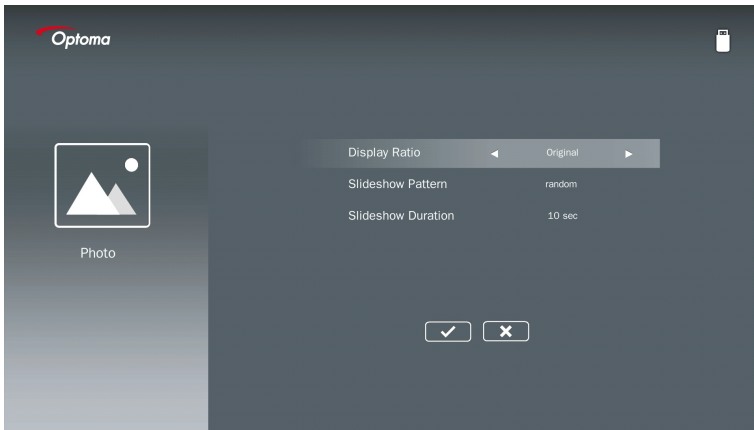 Optoma
Display Ratio Original
Slideshow Pattern random
Slideshow Duration 10 sec
Photo